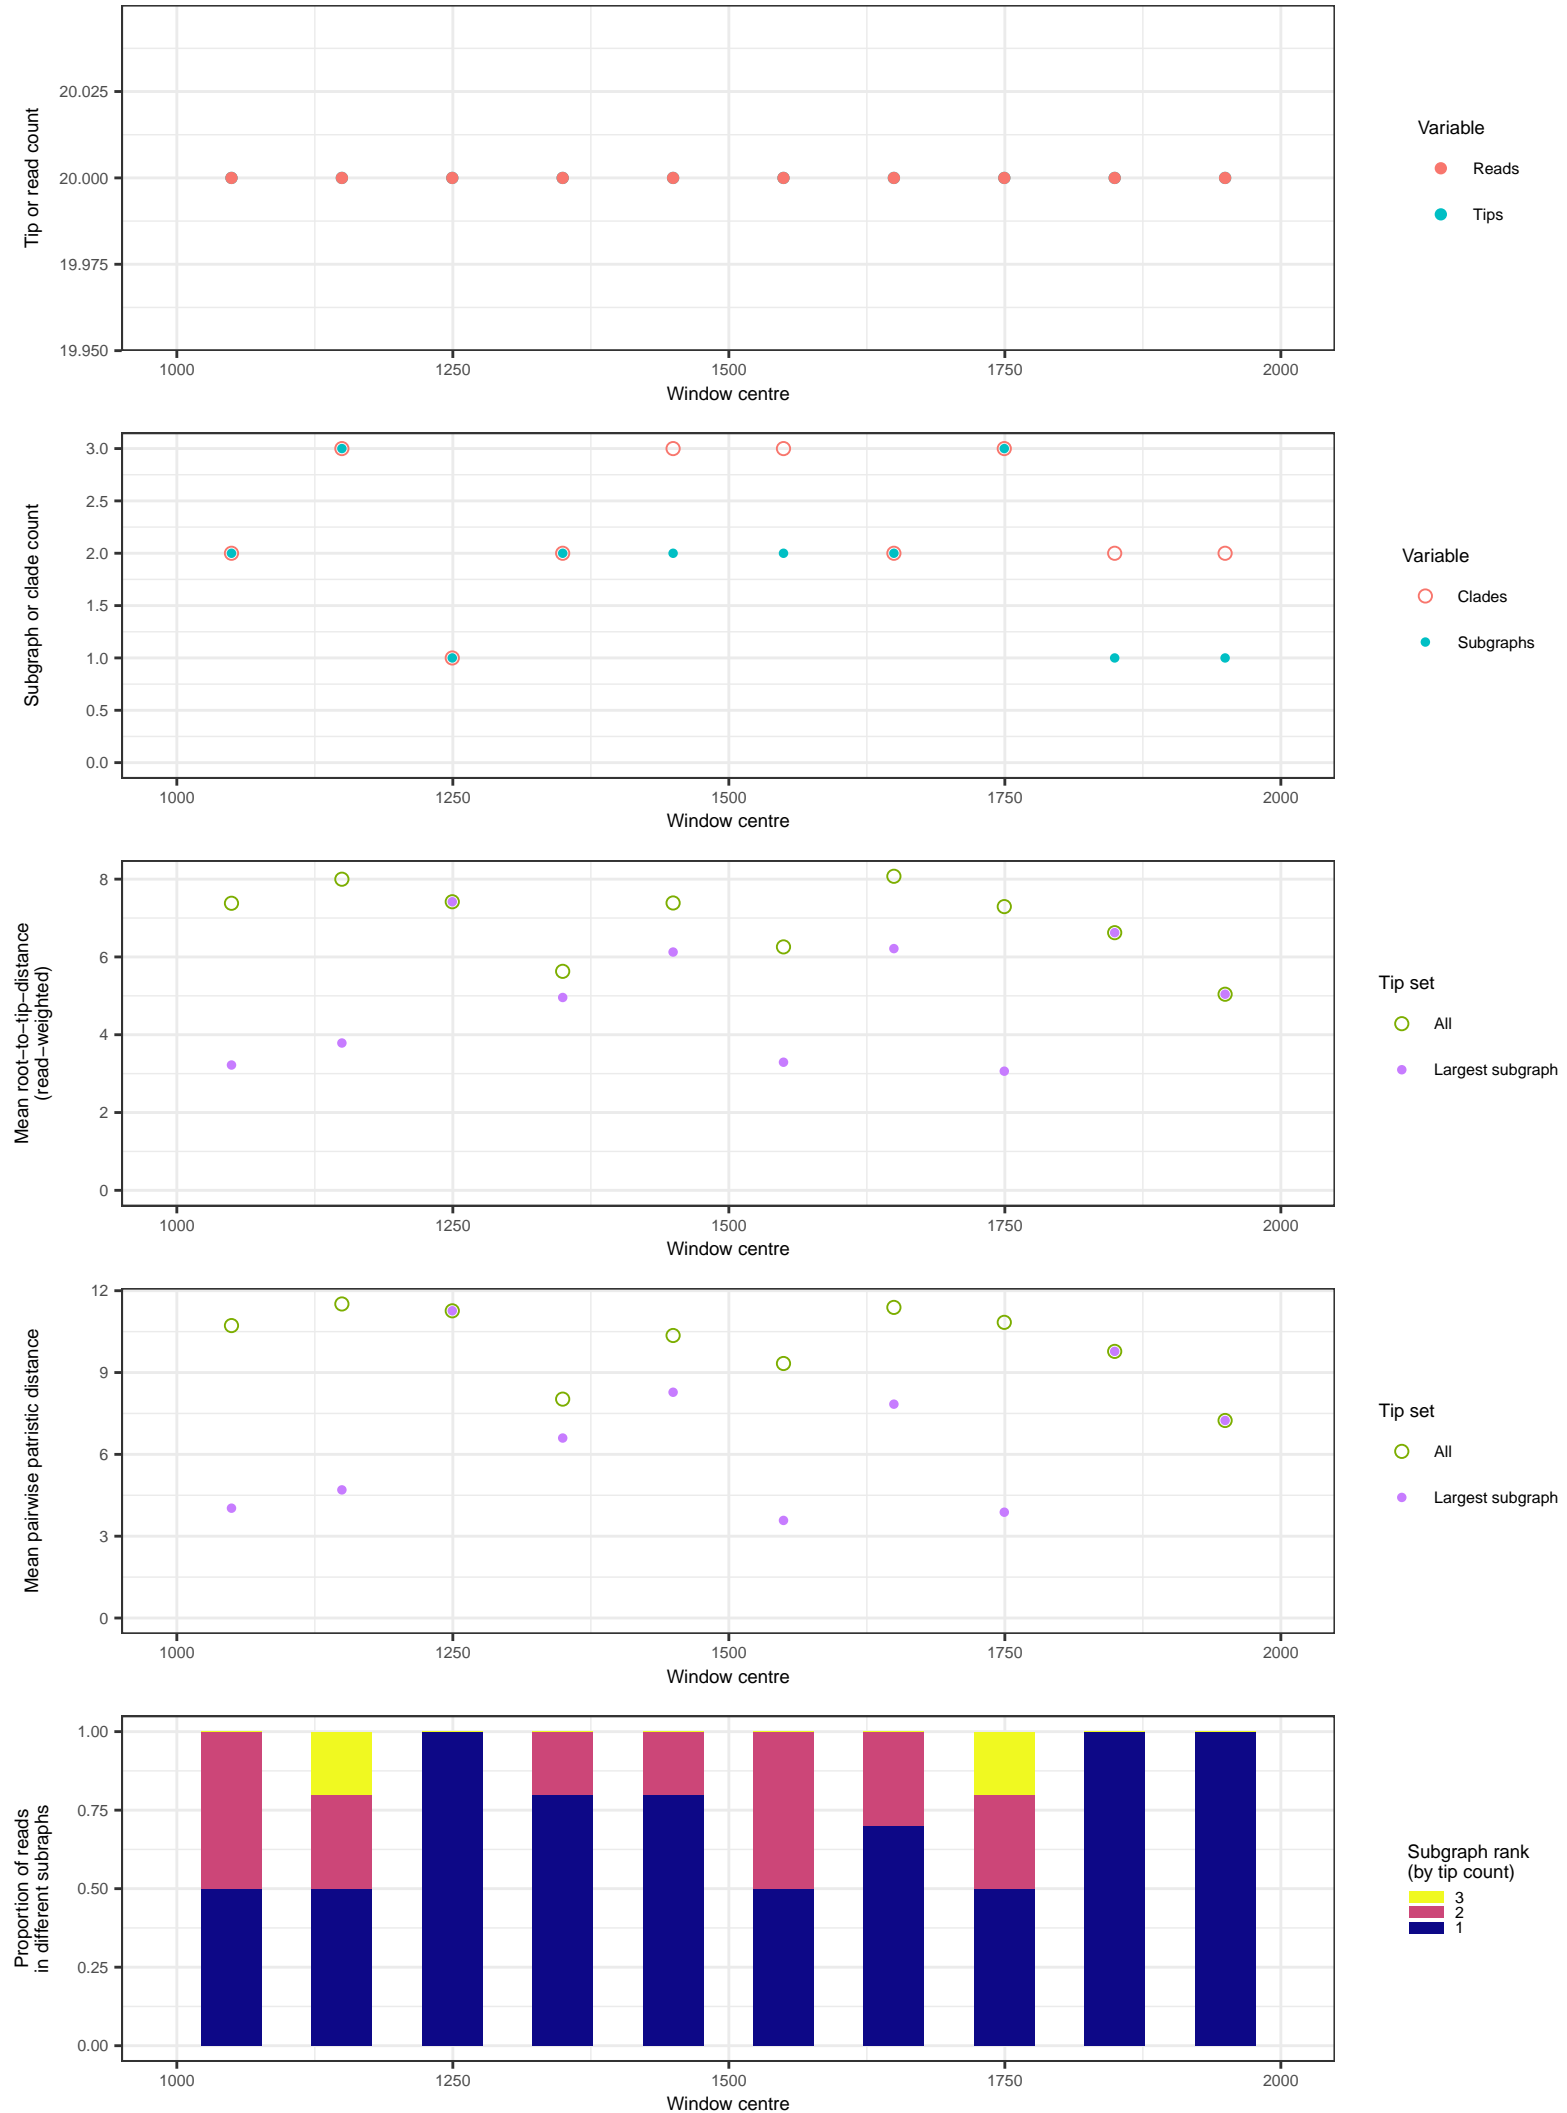 20.025
20.000
19.975
19.950
Tip or read count
1000 1250 1500 1750 2000
Window centre
Variable
Reads
Tips
3.0
2.5
2.0
1.5
1.0
0.5
0.0
Subgraph or clade count
1000 1250 1500 1750 2000
Window centre
Variable
Clades
Subgraphs
8
6
4
2
0
Mean root−to−tip−distance
(read−weighted)
1000 1250 1500 1750 2000
Window centre
Tip set
All
Largest subgraph
12
9
6
3
0
Mean pairwise patristic distance
1000 1250 1500 1750 2000
Window centre
Tip set
All
Largest subgraph
1.00
0.75
0.50
0.25
0.00
Proportion of reads
in different subraphs
1000 1250 1500 1750 2000
Window centre
Subgraph rank
(by tip count)
3
2
1